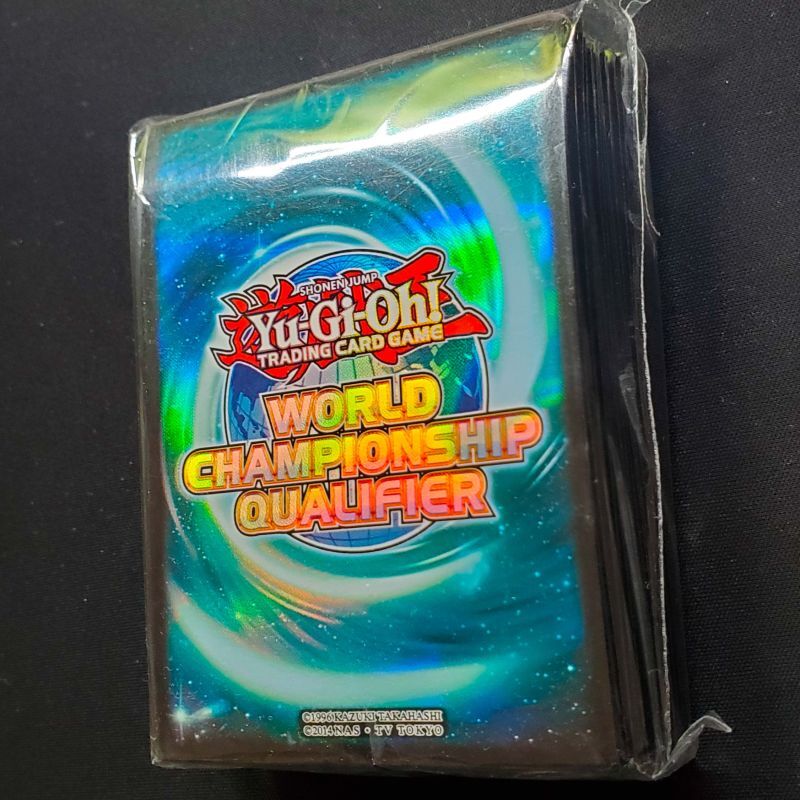 SHONEN JUMP
Yu-Gi-Oh!
TRADING CARD GAME
WORLD
CHAMPIONSHIP
QUALIFIER
©1996 KAZUKI TAKAHASHI
©2014 NAS • TV TOKYO